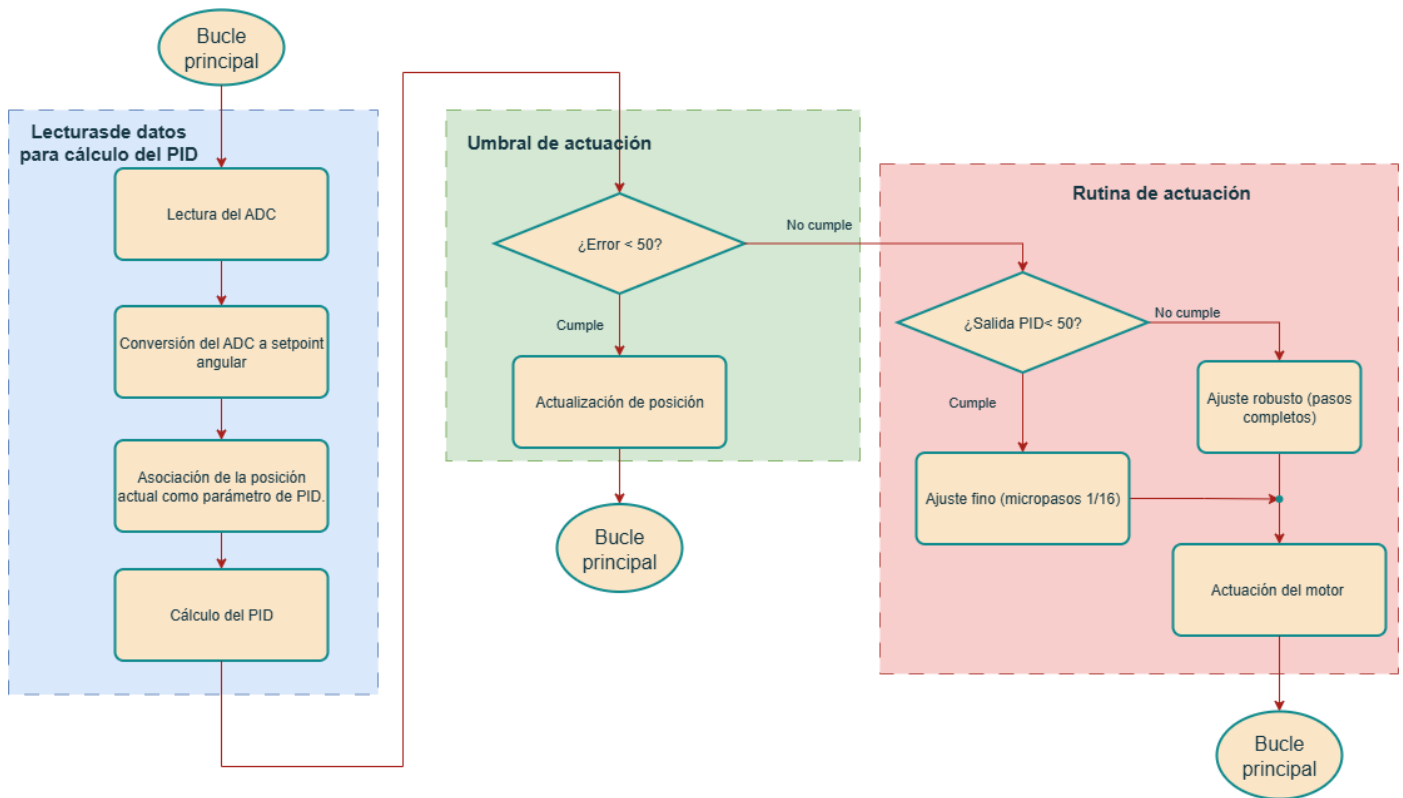 Bucle
principal
Lecturasde datos
para cálculo del PID
Lectura del ADC
Conversión del ADC a setpoint
angular
Asociación de la posición
actual como parámetro de PID.
Cálculo del PID
Umbral de actuación
¿Error < 50?
No cumple
Cumple
Actualización de posición
Bucle
principal
Rutina de actuación
¿Salida PID< 50?
No cumple
Cumple
Ajuste robusto (pasos
completos)
Ajuste fino (micropasos 1/16)
Actuación del motor
Bucle
principal